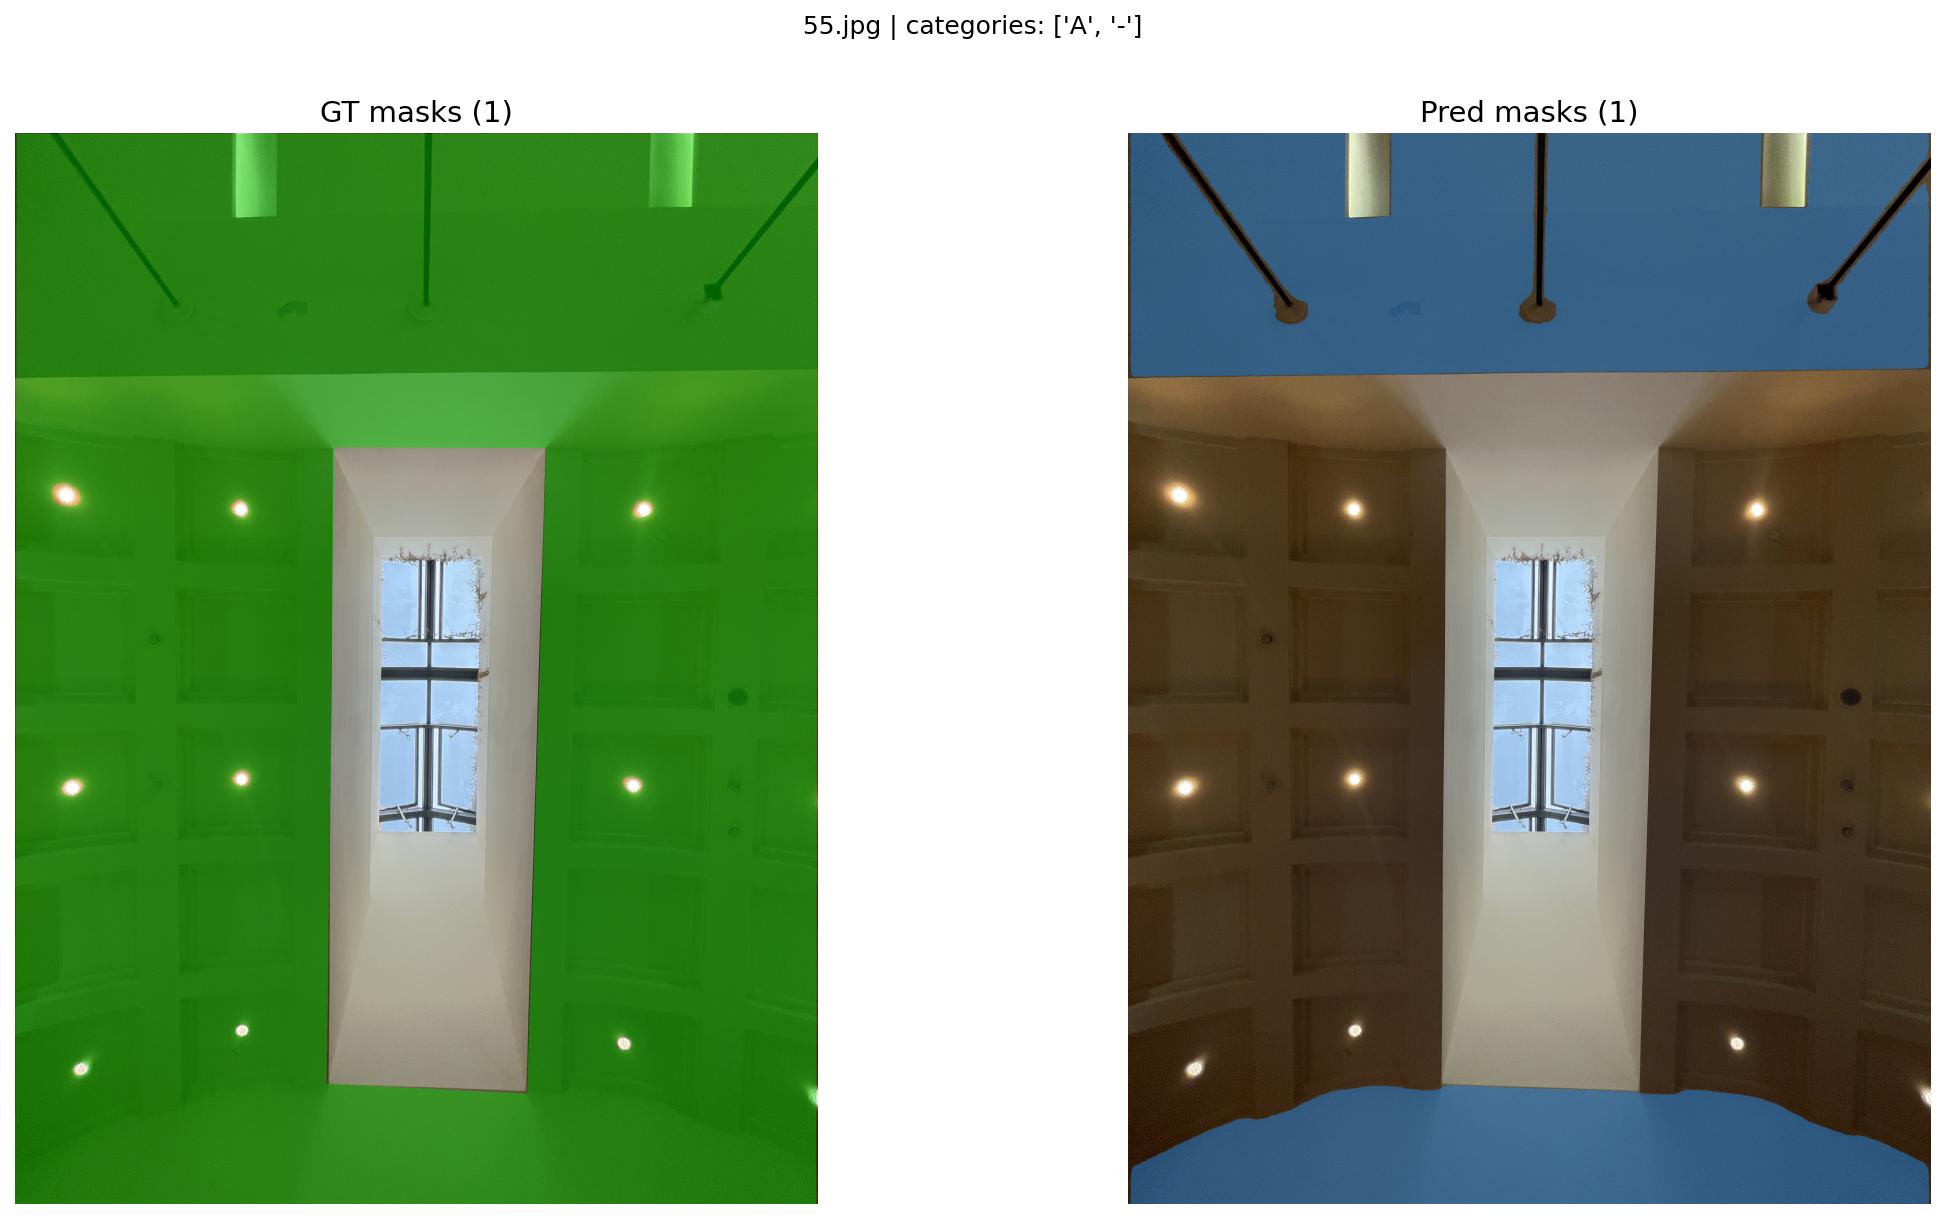 55.jpg | categories: ['A', '-']
GT masks (1)
Pred masks (1)